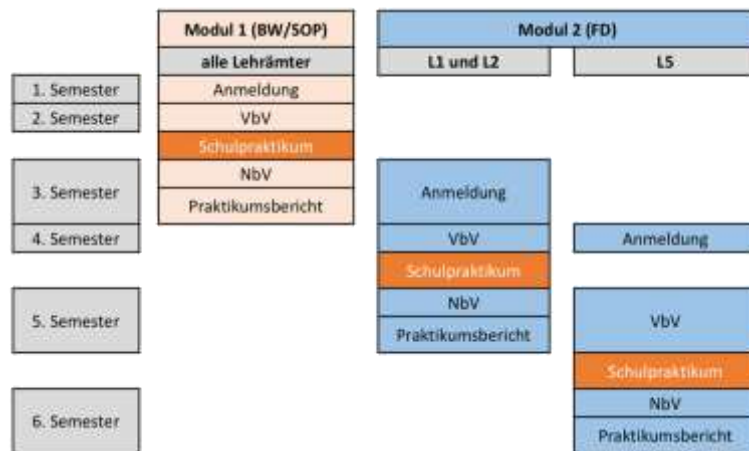 Modul 1 (BW/SOP) Modul 2 (FD)
alle Lehrämter L1 und L2 L5
1. Semester Anmeldung
2. Semester VbV
Schulpraktikum
3. Semester NbV Anmeldung
Praktikumsbericht
4. Semester VbV Anmeldung
Schulpraktikum
5. Semester NbV VbV
Praktikumsbericht
Schulpraktikum
6. Semester NbV
Praktikumsbericht